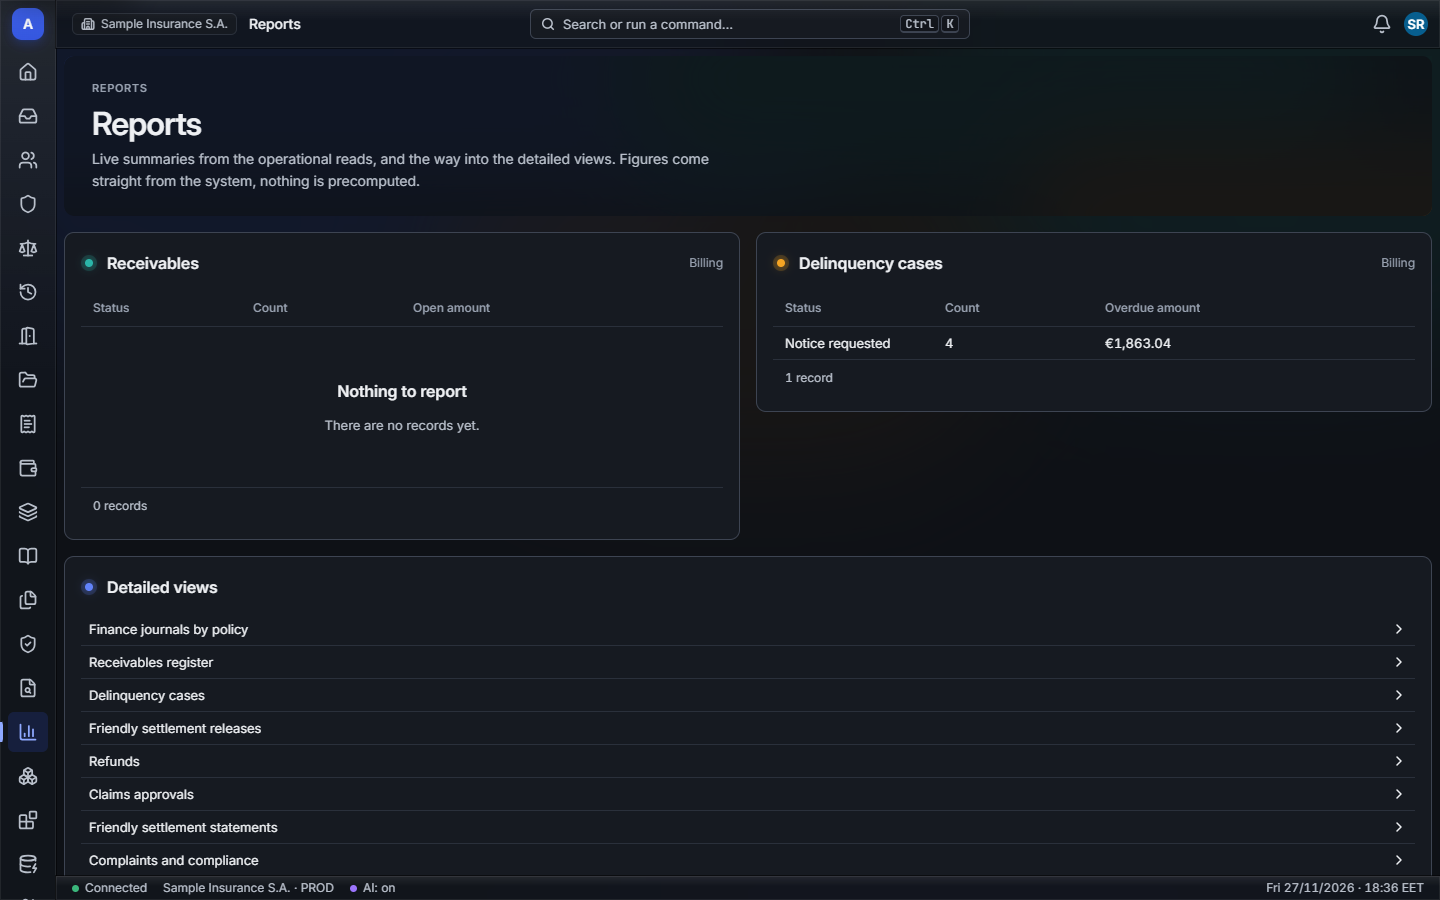 A
Sample Insurance S.A.
Reports
Search or run a command...
Ctrl K
SR
REPORTS
Reports
Live summaries from the operational reads, and the way into the detailed views. Figures come
straight from the system, nothing is precomputed.
Receivables
Billing
Status Count Open amount
Nothing to report
There are no records yet.
0 records
Delinquency cases
Billing
Status Count Overdue amount
Notice requested 4 €1,863.04
1 record
Detailed views
Finance journals by policy
Receivables register
Delinquency cases
Friendly settlement releases
Refunds
Claims approvals
Friendly settlement statements
Complaints and compliance
Connected Sample Insurance S.A. · PROD AI: on
Fri 27/11/2026 · 18:36 EET